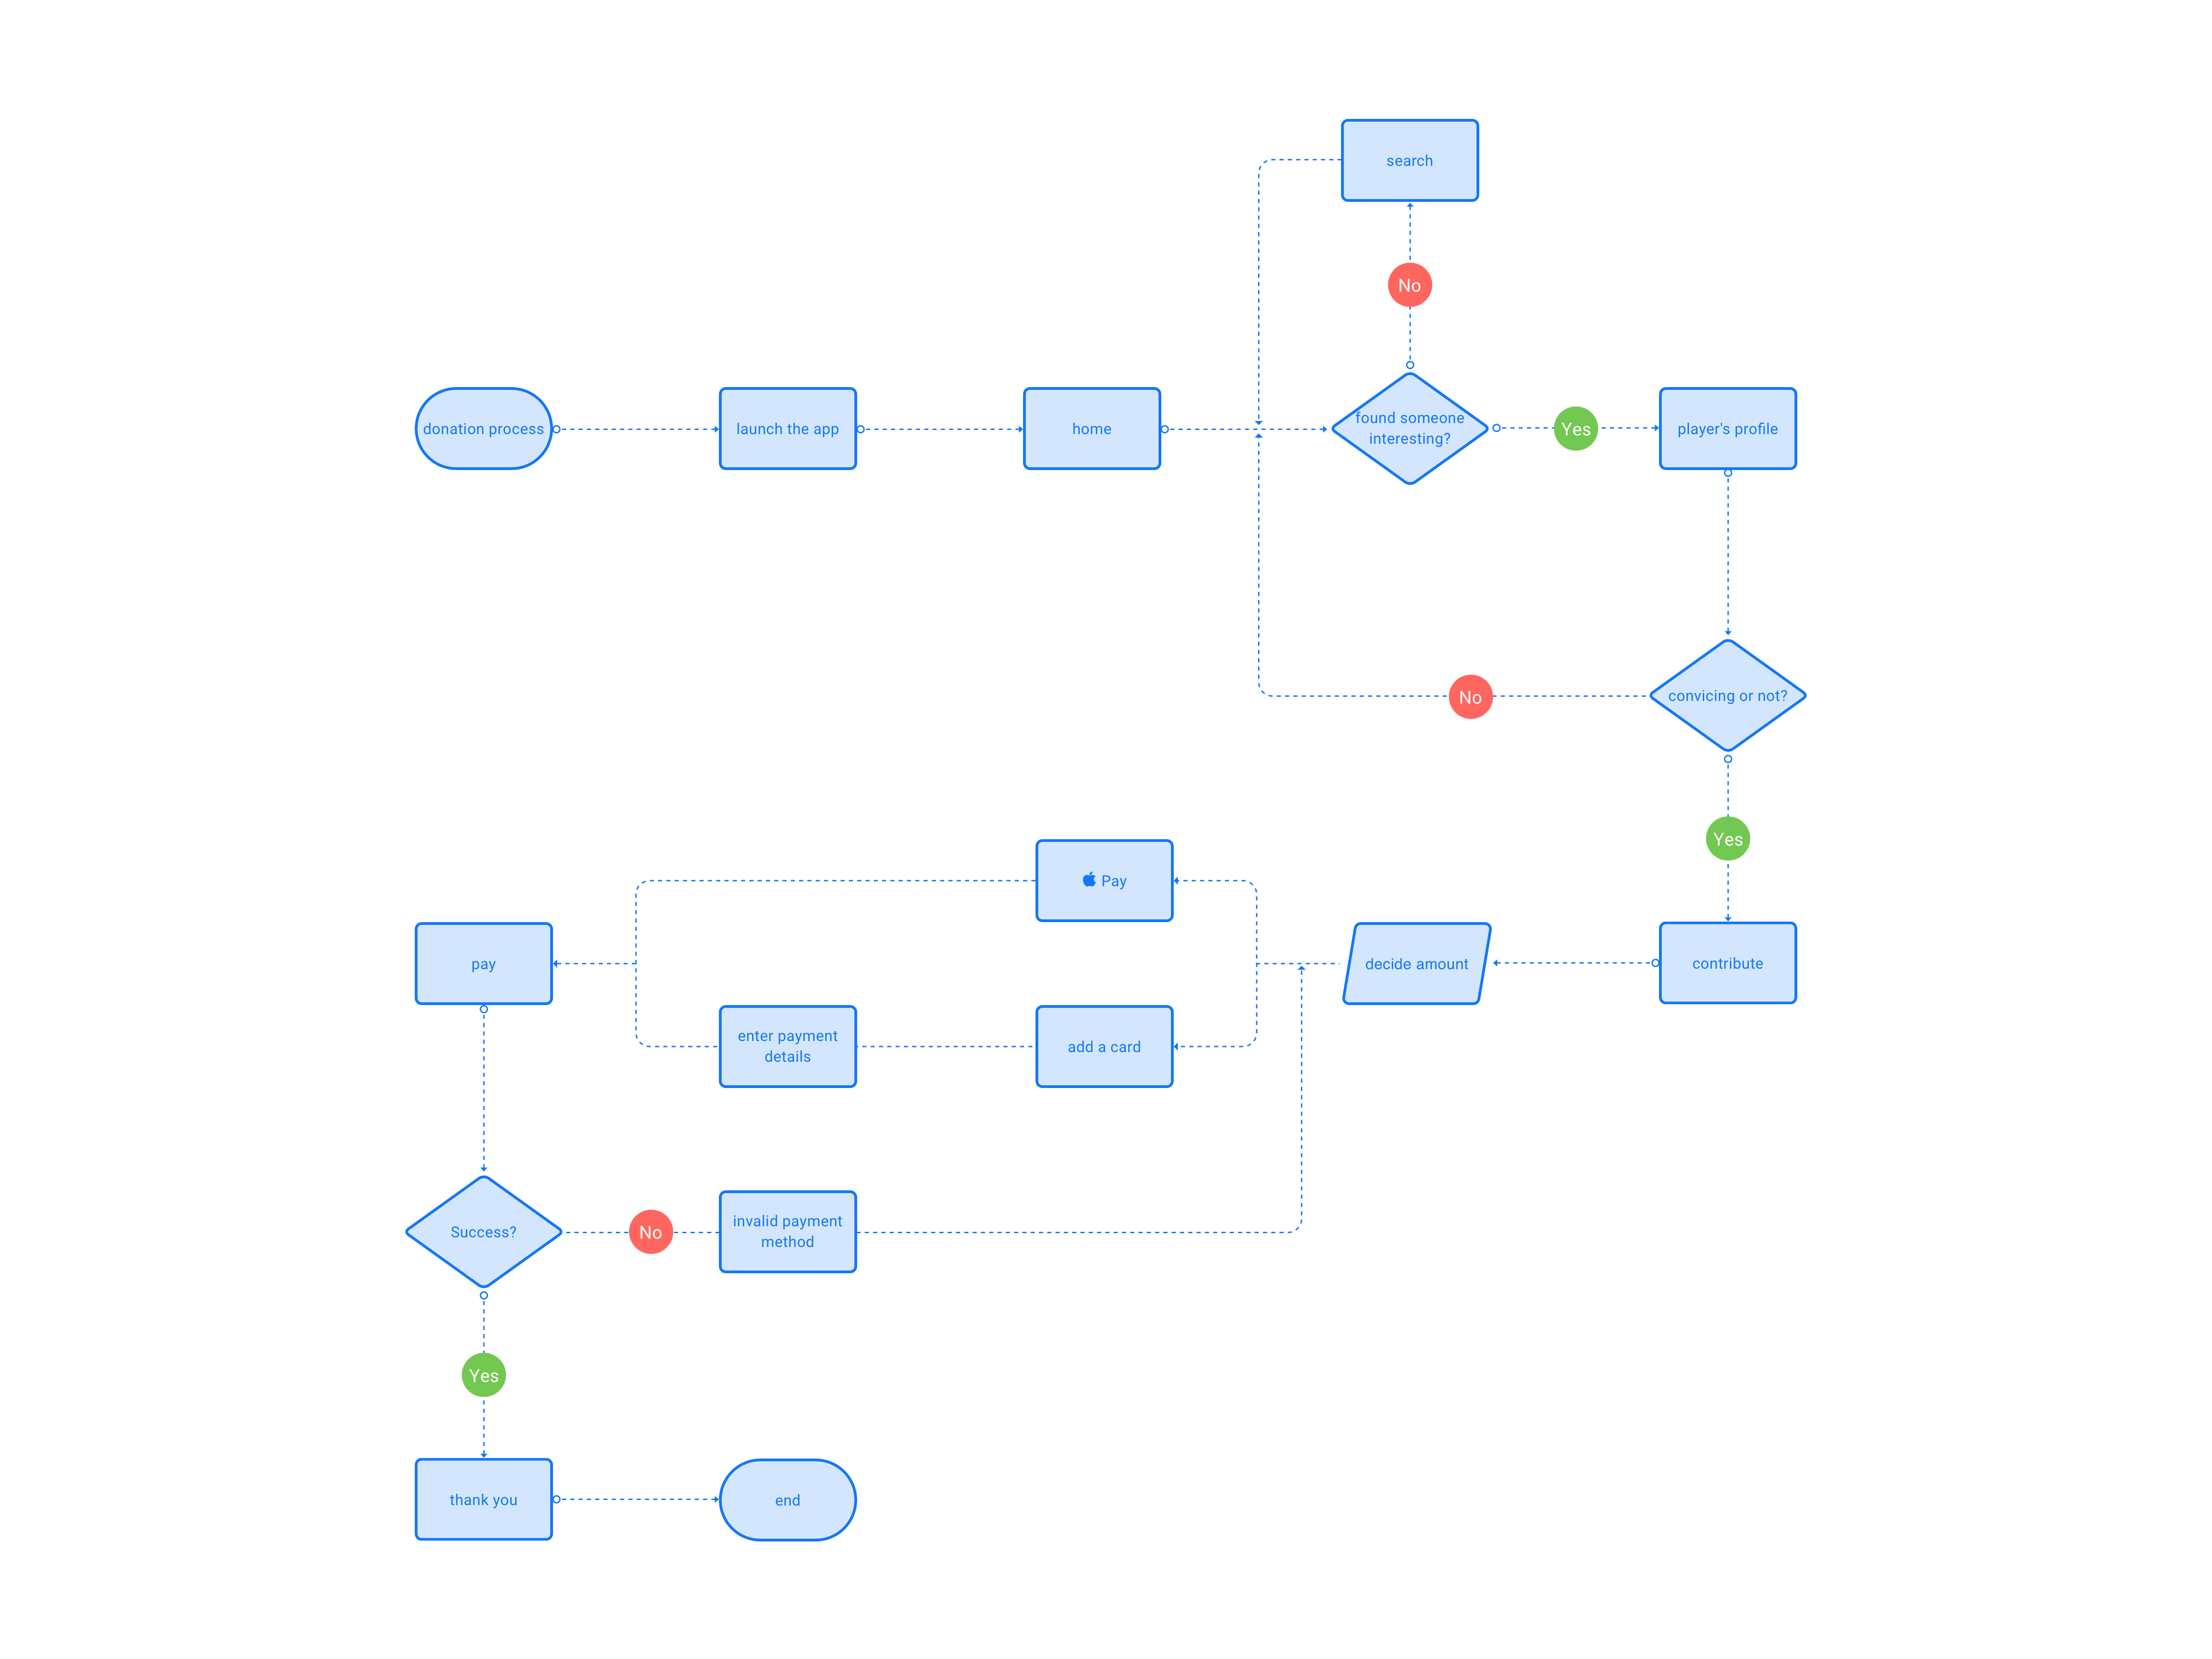 search
No
donation process
launch the app
home
found someone
interesting?
Yes
player's profile
No
convicing or not?
Yes
Pay
pay
decide amount
contribute
enter payment
details
add a card
Success?
No
invalid payment
method
Yes
thank you
end